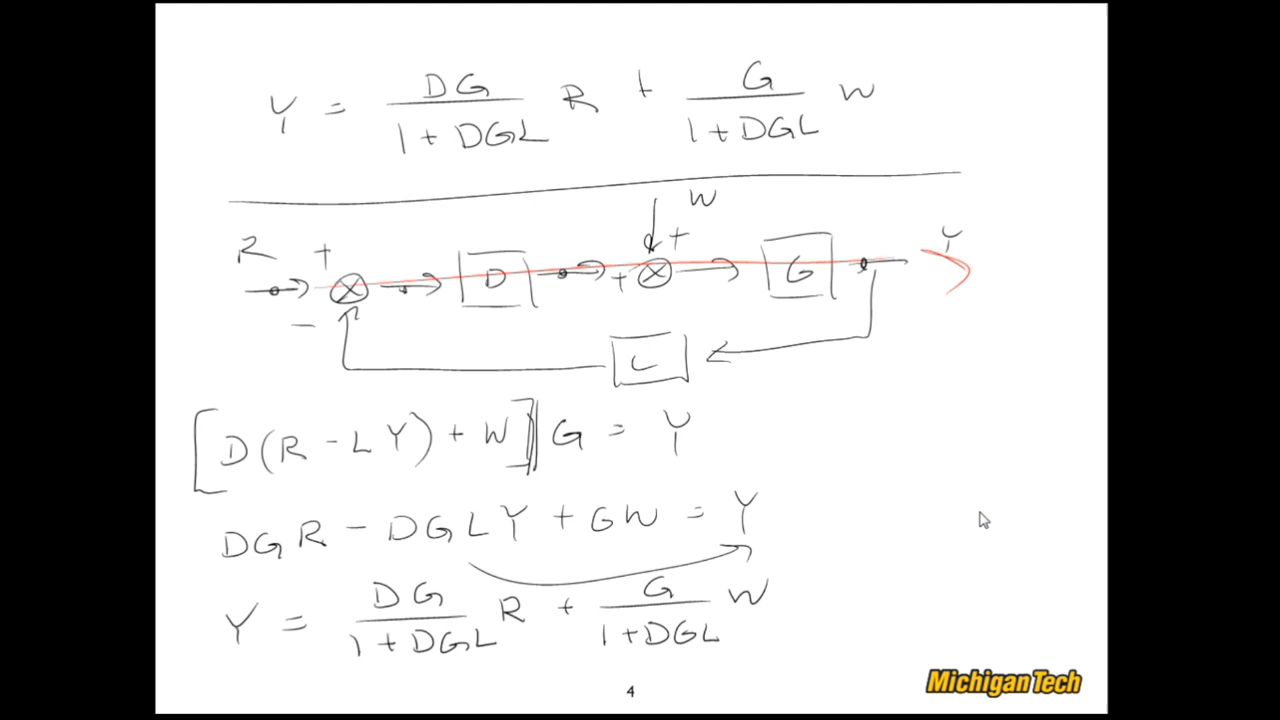 Y = DG / 1 + DGL R + G / 1 + DGL W
W
R + + Y
D + G
−
L
[D(R − LY) + W] G = Y
DGR − DGLY + GW = Y
Y = DG / 1 + DGL R + G / 1 + DGL W
4
Michigan Tech